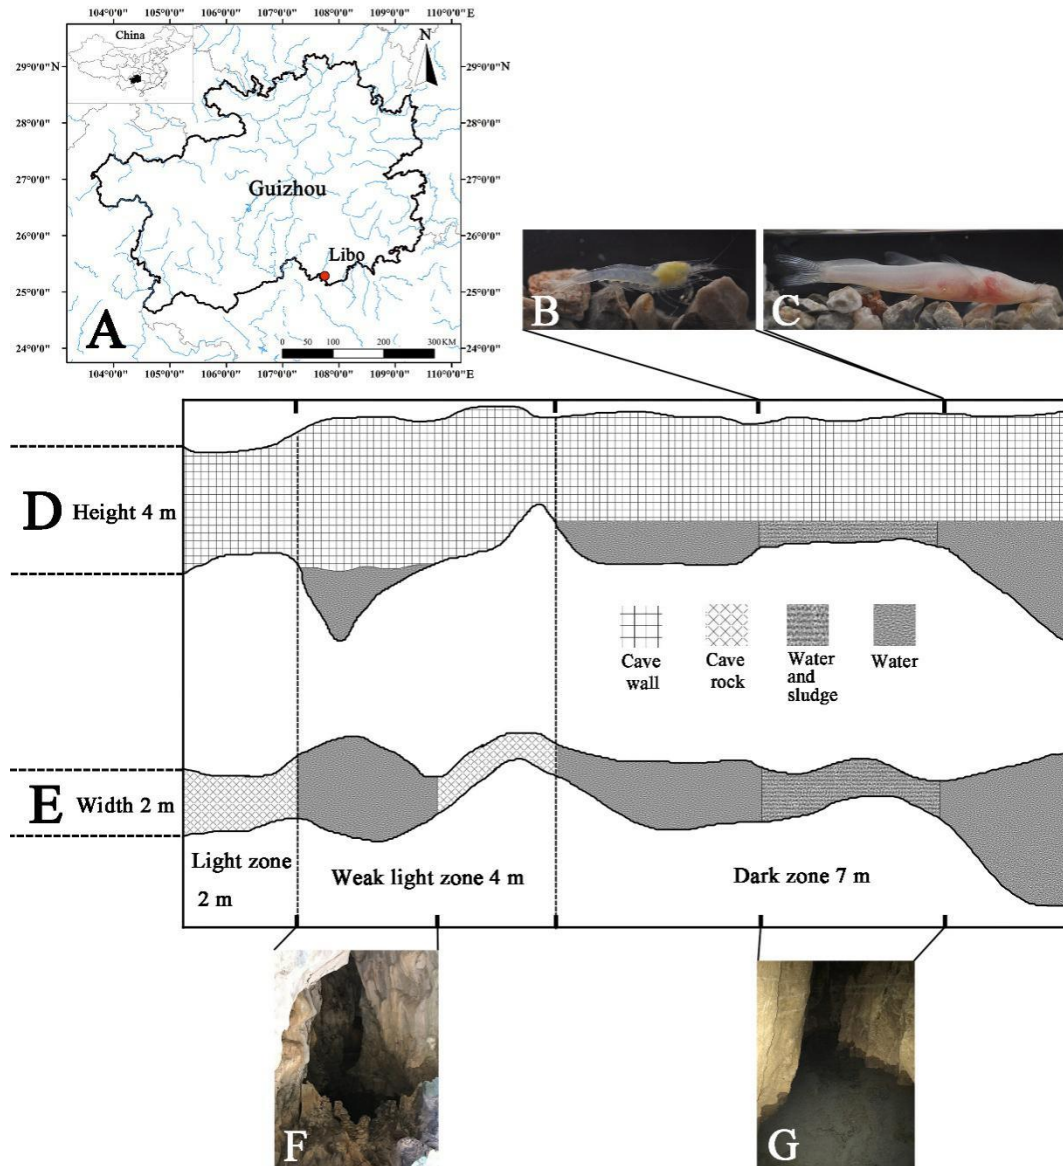 104°0'0" 105°0'0" 106°0'0" 107°0'0" 108°0'0" 109°0'0" 110°0'0" E
China
N
29°0'0"
29°0'0"N
28°0'0"
28°0'0"
27°0'0"
27°0'0"
Guizhou
26°0'0"
26°0'0"
Libo
25°0'0"
25°0'0"
A
0 50 100 200 300KM
24°0'0"
24°0'0"
104°0'0" 105°0'0" 106°0'0" 107°0'0" 108°0'0" 109°0'0" 110°0'0" E
B
C
D Height 4 m
Cave
wall
Cave
rock
Water
and
sludge
Water
E Width 2 m
Light zone
2 m
Weak light zone 4 m
Dark zone 7 m
F
G